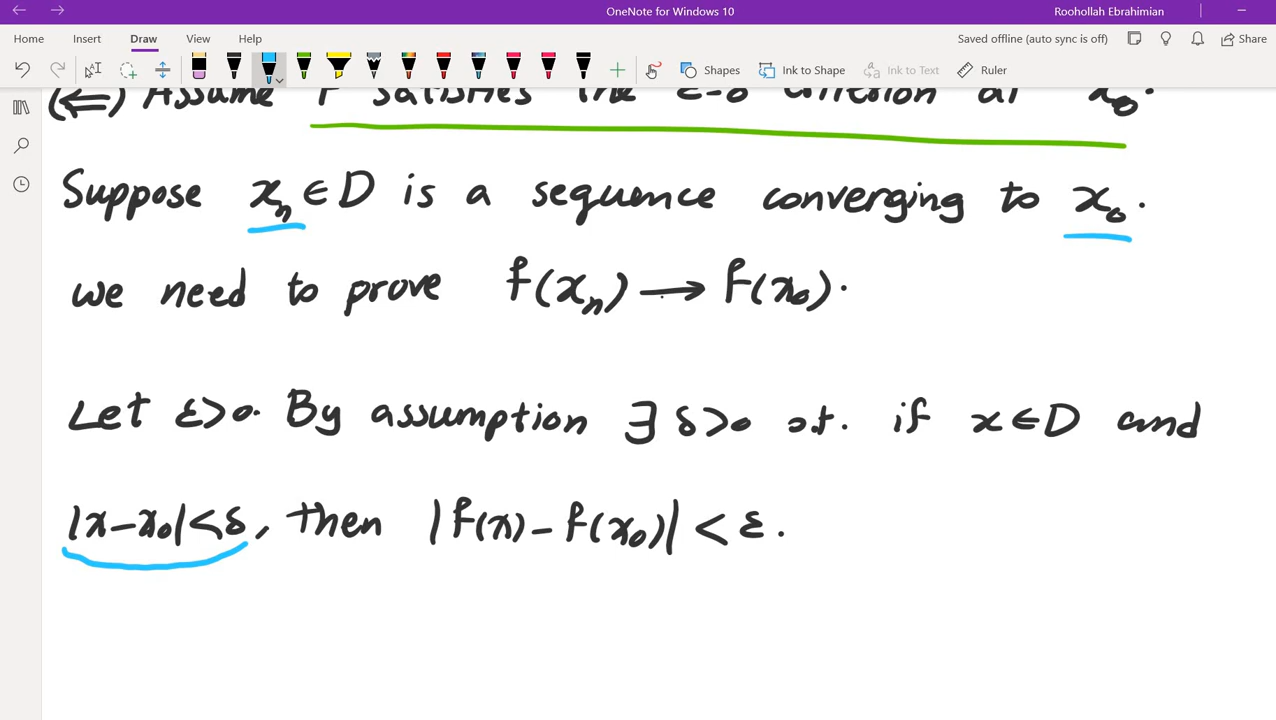 OneNote for Windows 10
Roohollah Ebrahimian
Home Insert Draw View Help
Saved offline (auto sync is off)
Share
Shapes
Ink to Shape
Ink to Text
Ruler
(⇐) Assume f satisfies the ε-δ criterion at x₀.
Suppose xₙ ∈ D is a sequence converging to x₀.
we need to prove f(xₙ) → f(x₀).
Let ε>0. By assumption ∃ δ>0 s.t. if x ∈ D and
|x-x₀|<δ, then |f(x)-f(x₀)| < ε.